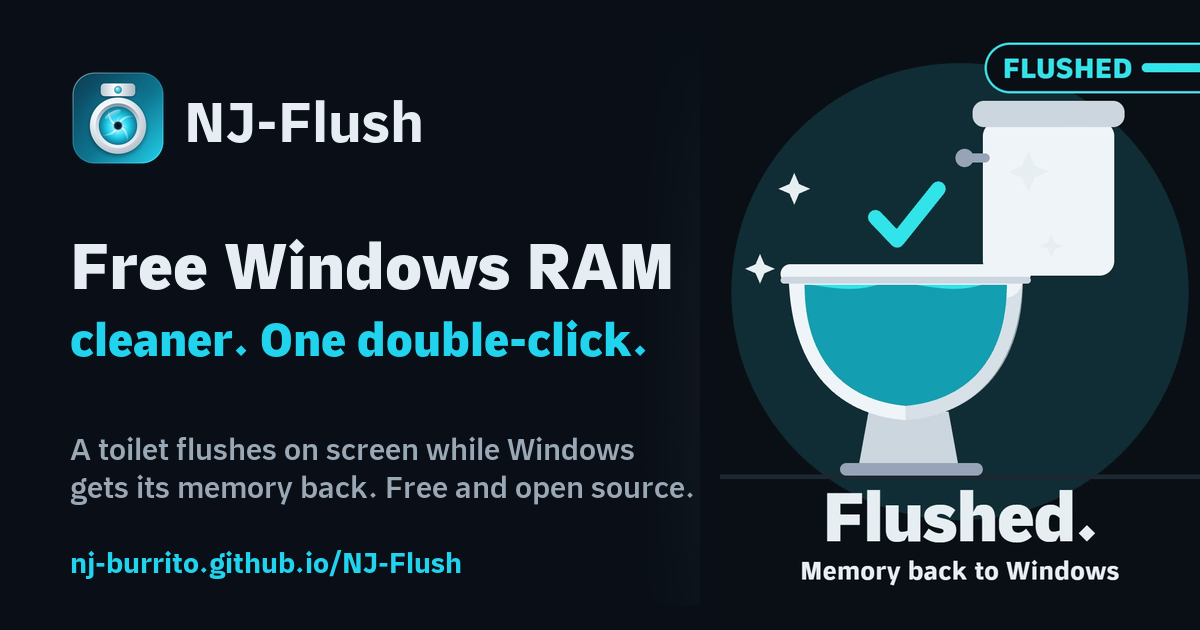 NJ-Flush
Free Windows RAM
cleaner. One double-click.
A toilet flushes on screen while Windows
gets its memory back. Free and open source.
nj-burrito.github.io/NJ-Flush
FLUSHED
Flushed.
Memory back to Windows